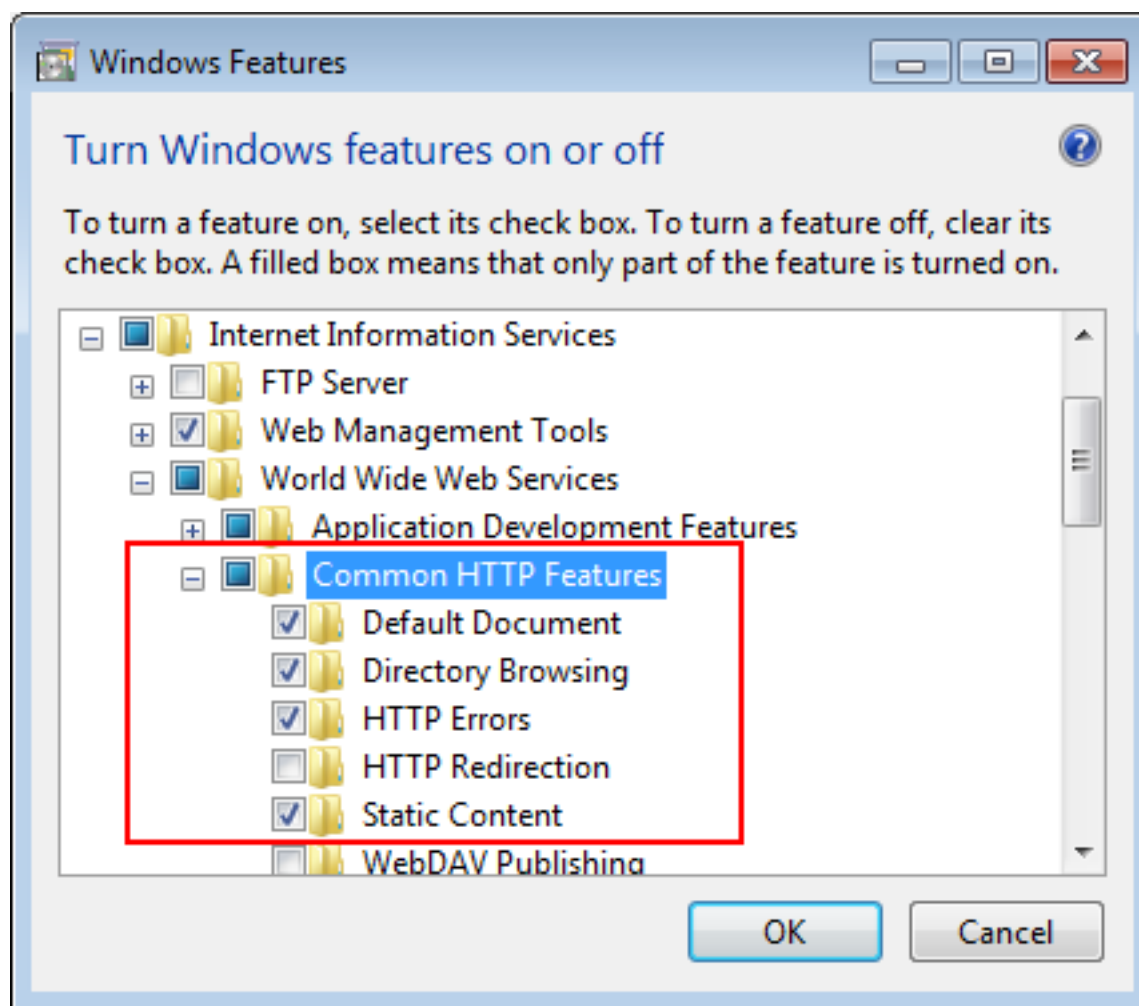 Windows Features
Turn Windows features on or off
To turn a feature on, select its check box. To turn a feature off, clear its
check box. A filled box means that only part of the feature is turned on.
Internet Information Services
FTP Server
Web Management Tools
World Wide Web Services
Application Development Features
Common HTTP Features
Default Document
Directory Browsing
HTTP Errors
HTTP Redirection
Static Content
WebDAV Publishing
OK Cancel